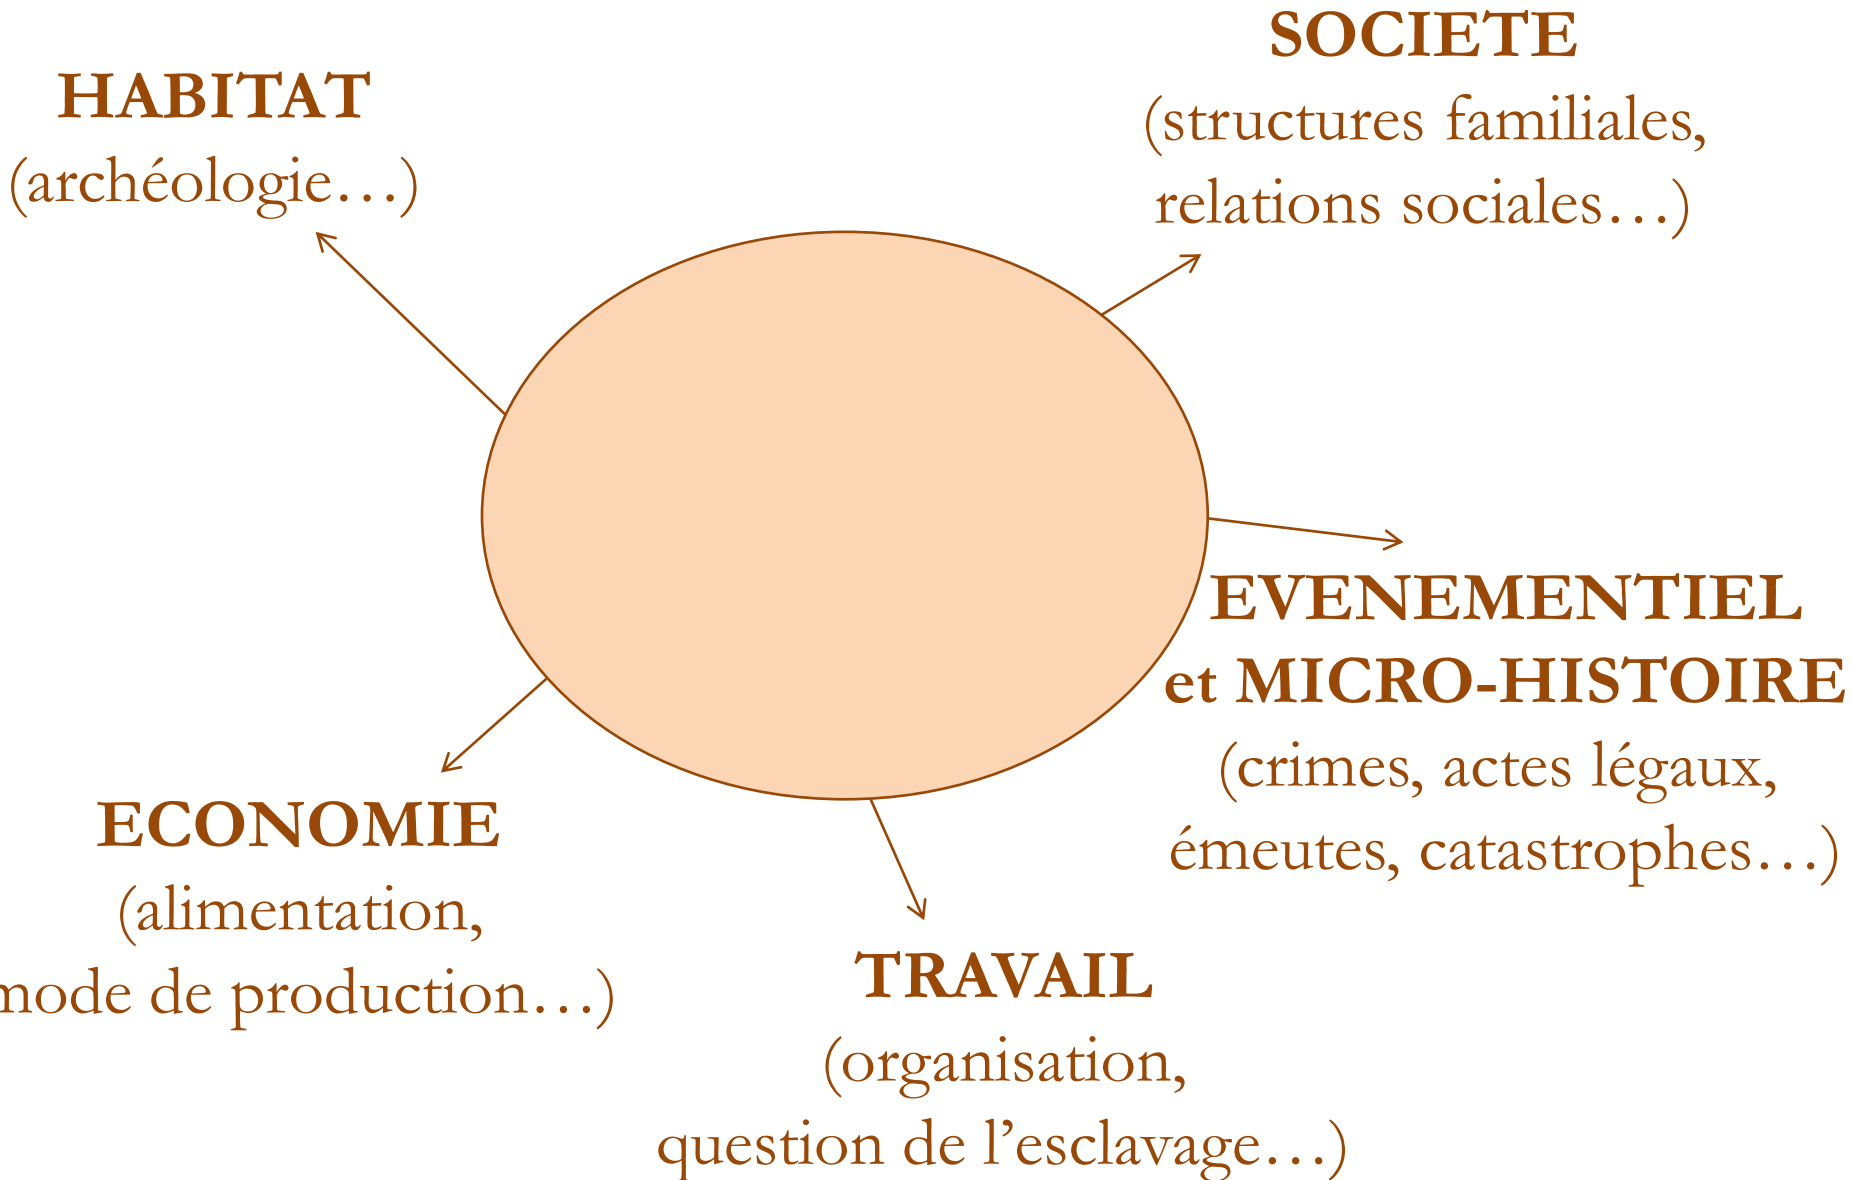 HABITAT
(archéologie…)
SOCIETE
(structures familiales,
relations sociales…)
EVENEMENTIEL
et MICRO-HISTOIRE
(crimes, actes légaux,
émeutes, catastrophes…)
ECONOMIE
(alimentation,
mode de production…)
TRAVAIL
(organisation,
question de l’esclavage…)